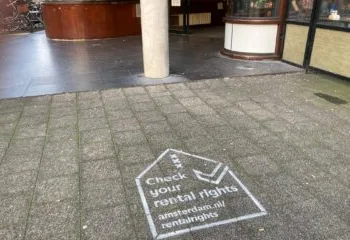 Check
your
rental rights
amsterdam.nl/
rentalrights